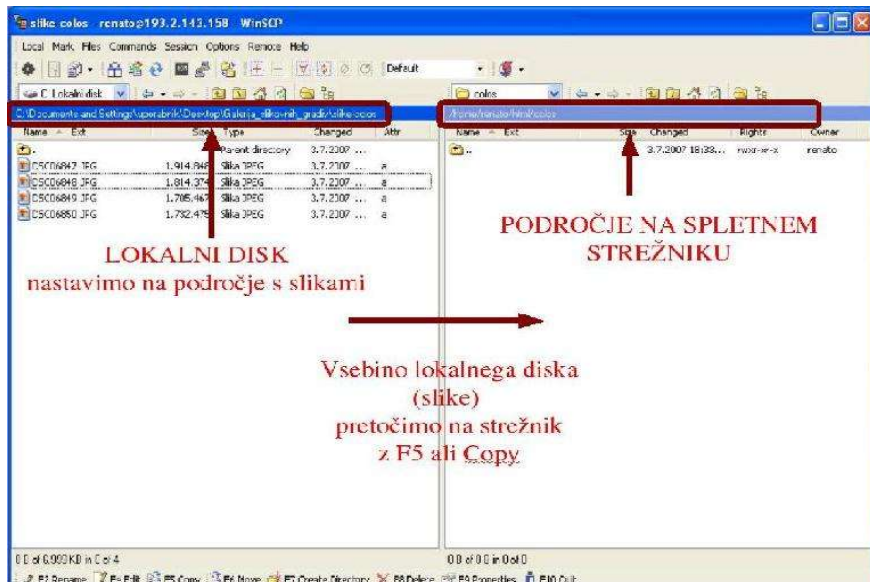 slike colos - renato@193.2.143.158 - WinSCP
Local Mark Files Commands Session Options Remote Help
Default
C: Lokalni disk
colos
C:\Documents and Settings\uporabnik\Desktop\Galerija_slikovnih_gradiv\slike colos
/home/renato/html/colos
Name Ext Size Type Changed Attr
Name Ext Size Changed Rights Owner
.. Parent directory 3.7.2007 ...
.. 3.7.2007 18:33... rwxr-xr-x renato
DSC06847.JPG 1.914.848 Slika JPEG 3.7.2007 ... a
DSC06848.JPG 1.814.374 Slika JPEG 3.7.2007 ... a
DSC06849.JPG 1.705.467 Slika JPEG 3.7.2007 ... a
DSC06850.JPG 1.732.475 Slika JPEG 3.7.2007 ... a
LOKALNI DISK
nastavimo na področje s slikami
PODROČJE NA SPLETNEM
STREŽNIKU
Vsebino lokalnega diska
(slike)
pretočimo na strežnik
z F5 ali Copy
0 B of 6.999 KB in 0 of 4
0 B of 0 B in 0 of 0
F2 Rename F4 Edit F5 Copy F6 Move F7 Create Directory F8 Delete F9 Properties F10 Quit